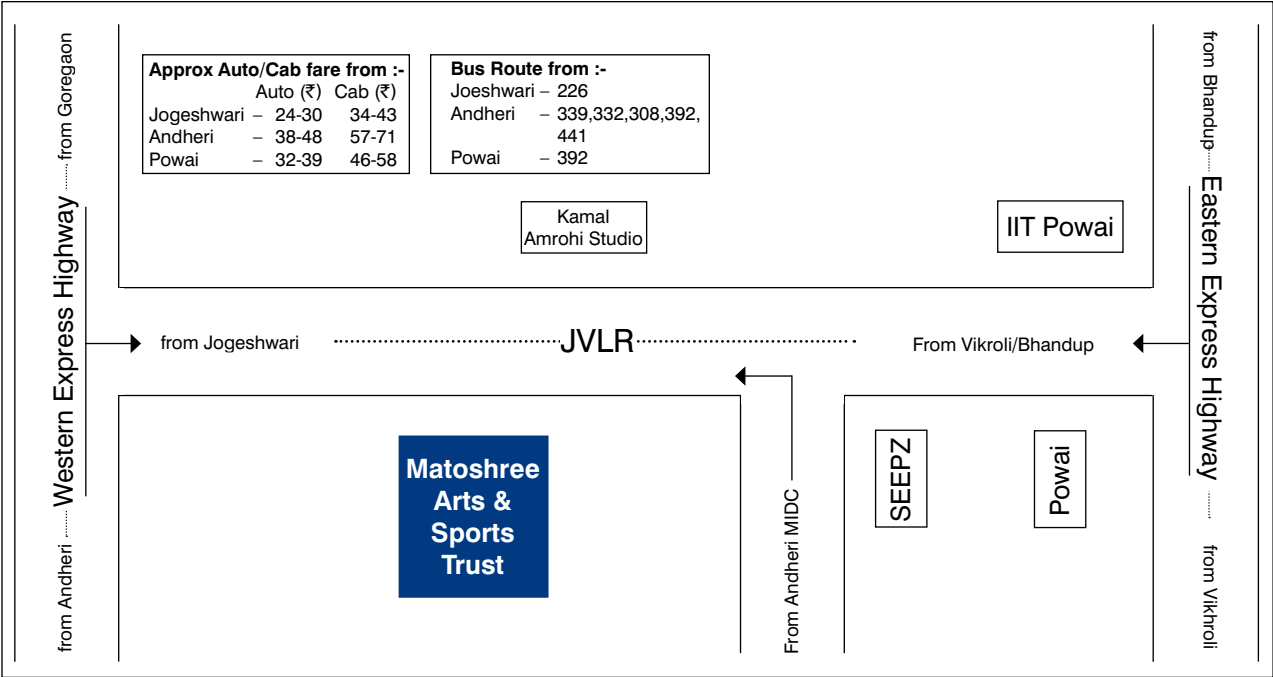 Approx Auto/Cab fare from :-
Auto (₹) Cab (₹)
Jogeshwari – 24-30 34-43
Andheri – 38-48 57-71
Powai – 32-39 46-58
Bus Route from :-
Joeshwari – 226
Andheri – 339,332,308,392,
441
Powai – 392
Kamal
Amrohi Studio
IIT Powai
from Andheri ...... Western Express Highway ...... from Goregaon
from Bhandup ...... Eastern Express Highway ...... from Vikhroli
from Jogeshwari .......... JVLR .......... From Vikroli/Bhandup
Matoshree
Arts &
Sports
Trust
From Andheri MIDC
SEEPZ
Powai